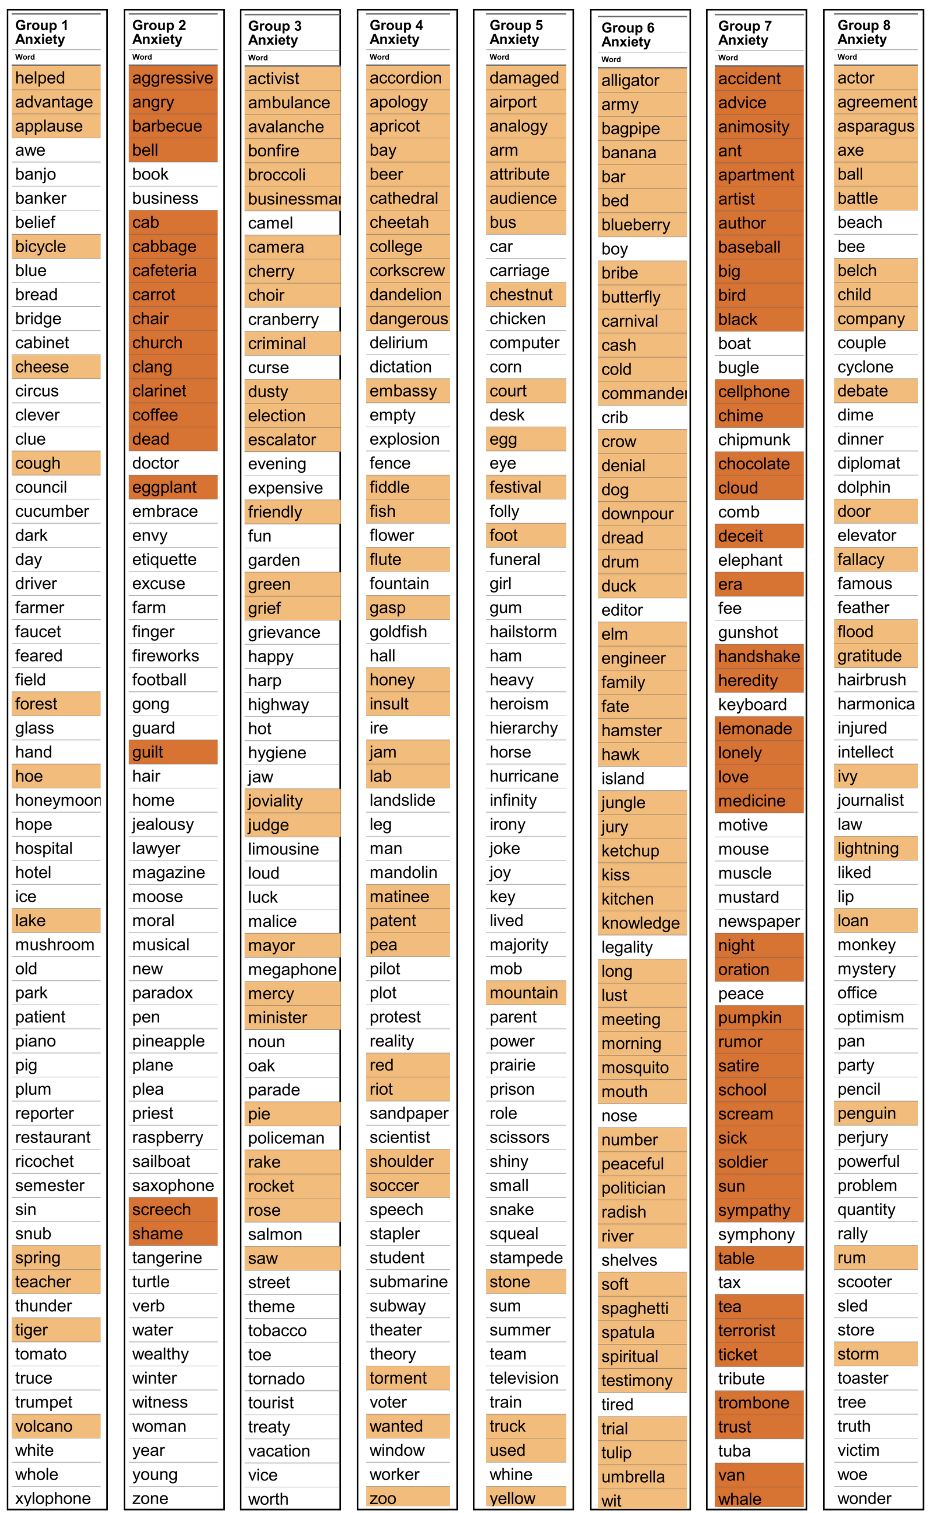 Group 1
Anxiety
Word
helped
advantage
applause
awe
banjo
banker
belief
bicycle
blue
bread
bridge
cabinet
cheese
circus
clever
clue
cough
council
cucumber
dark
day
driver
farmer
faucet
feared
field
forest
glass
hand
hoe
honeymoon
hope
hospital
hotel
ice
lake
mushroom
old
park
patient
piano
pig
plum
reporter
restaurant
ricochet
semester
sin
snub
spring
teacher
thunder
tiger
tomato
truce
trumpet
volcano
white
whole
xylophone
Group 2
Anxiety
Word
aggressive
angry
barbecue
bell
book
business
cab
cabbage
cafeteria
carrot
chair
church
clang
clarinet
coffee
dead
doctor
eggplant
embrace
envy
etiquette
excuse
farm
finger
fireworks
football
gong
guard
guilt
hair
home
jealousy
lawyer
magazine
moose
moral
musical
new
paradox
pen
pineapple
plane
plea
priest
raspberry
sailboat
saxophone
screech
shame
tangerine
turtle
verb
water
wealthy
winter
witness
woman
year
young
zone
Group 3
Anxiety
Word
activist
ambulance
avalanche
bonfire
broccoli
businessmar
camel
camera
cherry
choir
cranberry
criminal
curse
dusty
election
escalator
evening
expensive
friendly
fun
garden
green
grief
grievance
happy
harp
highway
hot
hygiene
jaw
joviality
judge
limousine
loud
luck
malice
mayor
megaphone
mercy
minister
noun
oak
parade
pie
policeman
rake
rocket
rose
salmon
saw
street
theme
tobacco
toe
tornado
tourist
treaty
vacation
vice
worth
Group 4
Anxiety
Word
accordion
apology
apricot
bay
beer
cathedral
cheetah
college
corkscrew
dandelion
dangerous
delirium
dictation
embassy
empty
explosion
fence
fiddle
fish
flower
flute
fountain
gasp
goldfish
hall
honey
insult
ire
jam
lab
landslide
leg
man
mandolin
matinee
patent
pea
pilot
plot
protest
reality
red
riot
sandpaper
scientist
shoulder
soccer
speech
stapler
student
submarine
subway
theater
theory
torment
voter
wanted
window
worker
zoo
Group 5
Anxiety
Word
damaged
airport
analogy
arm
attribute
audience
bus
car
carriage
chestnut
chicken
computer
corn
court
desk
egg
eye
festival
folly
foot
funeral
girl
gum
hailstorm
ham
heavy
heroism
hierarchy
horse
hurricane
infinity
irony
joke
joy
key
lived
majority
mob
mountain
parent
power
prairie
prison
role
scissors
shiny
small
snake
squeal
stampede
stone
sum
summer
team
television
train
truck
used
whine
yellow
Group 6
Anxiety
Word
alligator
army
bagpipe
banana
bar
bed
blueberry
boy
bribe
butterfly
carnival
cash
cold
commander
crib
crow
denial
dog
downpour
dread
drum
duck
editor
elm
engineer
family
fate
hamster
hawk
island
jungle
jury
ketchup
kiss
kitchen
knowledge
legality
long
lust
meeting
morning
mosquito
mouth
nose
number
peaceful
politician
radish
river
shelves
soft
spaghetti
spatula
spiritual
testimony
tired
trial
tulip
umbrella
wit
Group 7
Anxiety
Word
accident
advice
animosity
ant
apartment
artist
author
baseball
big
bird
black
boat
bugle
cellphone
chime
chipmunk
chocolate
cloud
comb
deceit
elephant
era
fee
gunshot
handshake
heredity
keyboard
lemonade
lonely
love
medicine
motive
mouse
muscle
mustard
newspaper
night
oration
peace
pumpkin
rumor
satire
school
scream
sick
soldier
sun
sympathy
symphony
table
tax
tea
terrorist
ticket
tribute
trombone
trust
tuba
van
whale
Group 8
Anxiety
Word
actor
agreement
asparagus
axe
ball
battle
beach
bee
belch
child
company
couple
cyclone
debate
dime
dinner
diplomat
dolphin
door
elevator
fallacy
famous
feather
flood
gratitude
hairbrush
harmonica
injured
intellect
ivy
journalist
law
lightning
liked
lip
loan
monkey
mystery
office
optimism
pan
party
pencil
penguin
perjury
powerful
problem
quantity
rally
rum
scooter
sled
store
storm
toaster
tree
truth
victim
woe
wonder